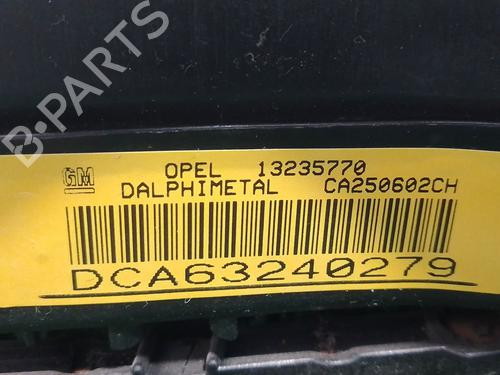 B-PARTS
GM OPEL 13235770
DALPHIMETAL CA250602CH
DCA63240279